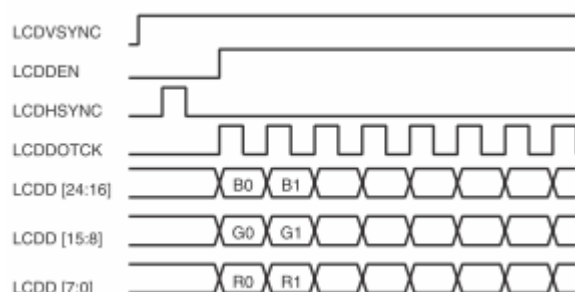 LCDVSYNC
LCDDEN
LCDHSYNC
LCDDOTCK
LCDD [24:16] B0 B1
LCDD [15:8] G0 G1
LCDD [7:0] R0 R1